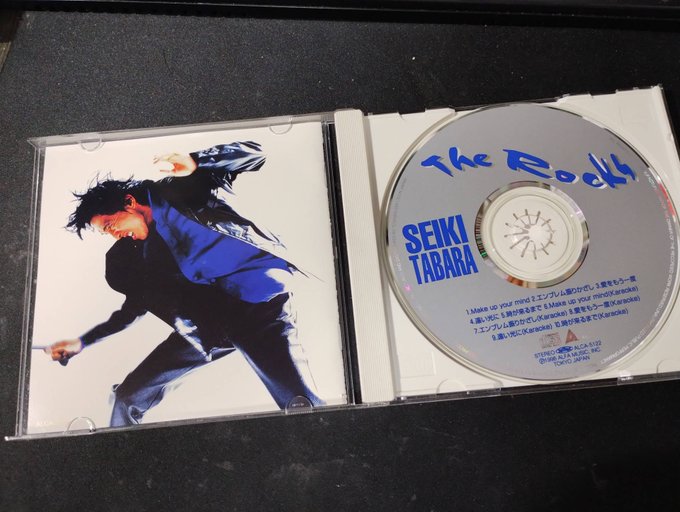 The Rocks
SEIKI
TABARA
1.Make up your mind 2.エンブレム振りかざし 3.愛をもう一度
4.遠い光に 5.時が来るまで 6.Make up your mind(Karaoke)
7.エンブレム振りかざし(Karaoke) 8.愛をもう一度(Karaoke)
9.遠い光に(Karaoke) 10.時が来るまで(Karaoke)
STEREO ALCA-5122
Ⓟ1996 ALFA MUSIC, INC.
TOKYO JAPAN